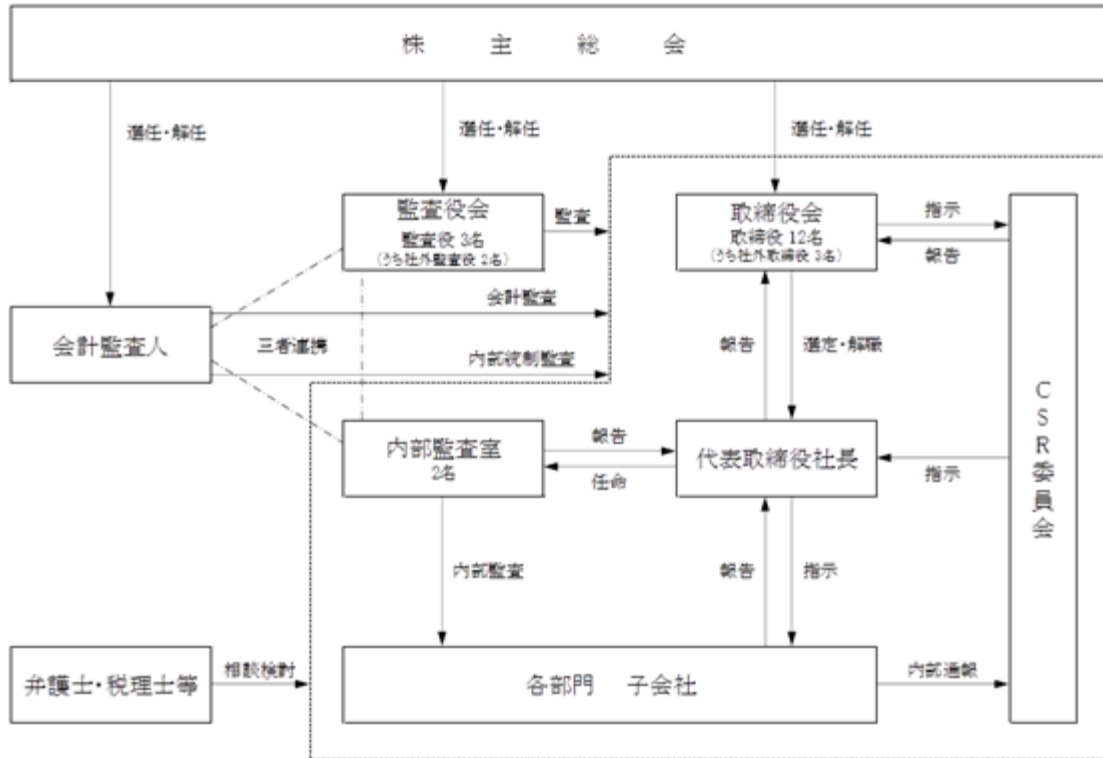 株主総会
選任・解任
選任・解任
選任・解任
監査役会
監査役 3名
(うち社外監査役 2名)
監査
取締役会
取締役 12名
(うち社外取締役 3名)
指示
報告
会計監査人
会計監査
三者連携
内部統制監査
報告
選定・解職
CSR委員会
内部監査室
2名
報告
任命
代表取締役社長
指示
内部監査
報告
指示
弁護士・税理士等
相談検討
各部門 子会社
内部通報